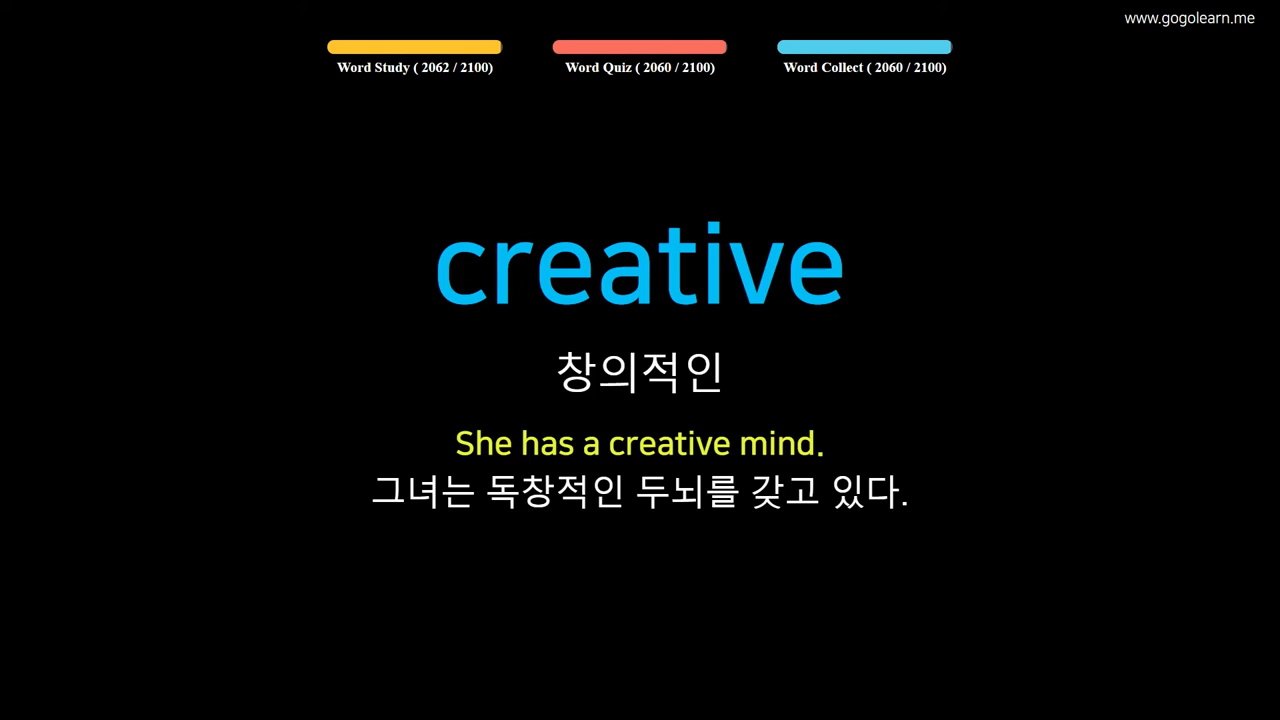 www.gogolearn.me
Word Study ( 2062 / 2100)
Word Quiz ( 2060 / 2100)
Word Collect ( 2060 / 2100)
creative
창의적인
She has a creative mind.
그녀는 독창적인 두뇌를 갖고 있다.